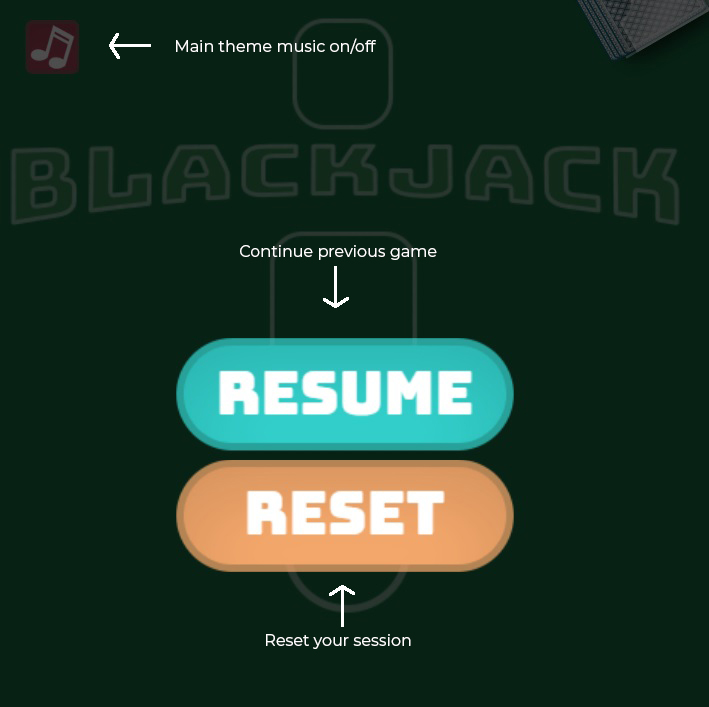 Main theme music on/off
BLACKJACK
Continue previous game
RESUME
RESET
Reset your session